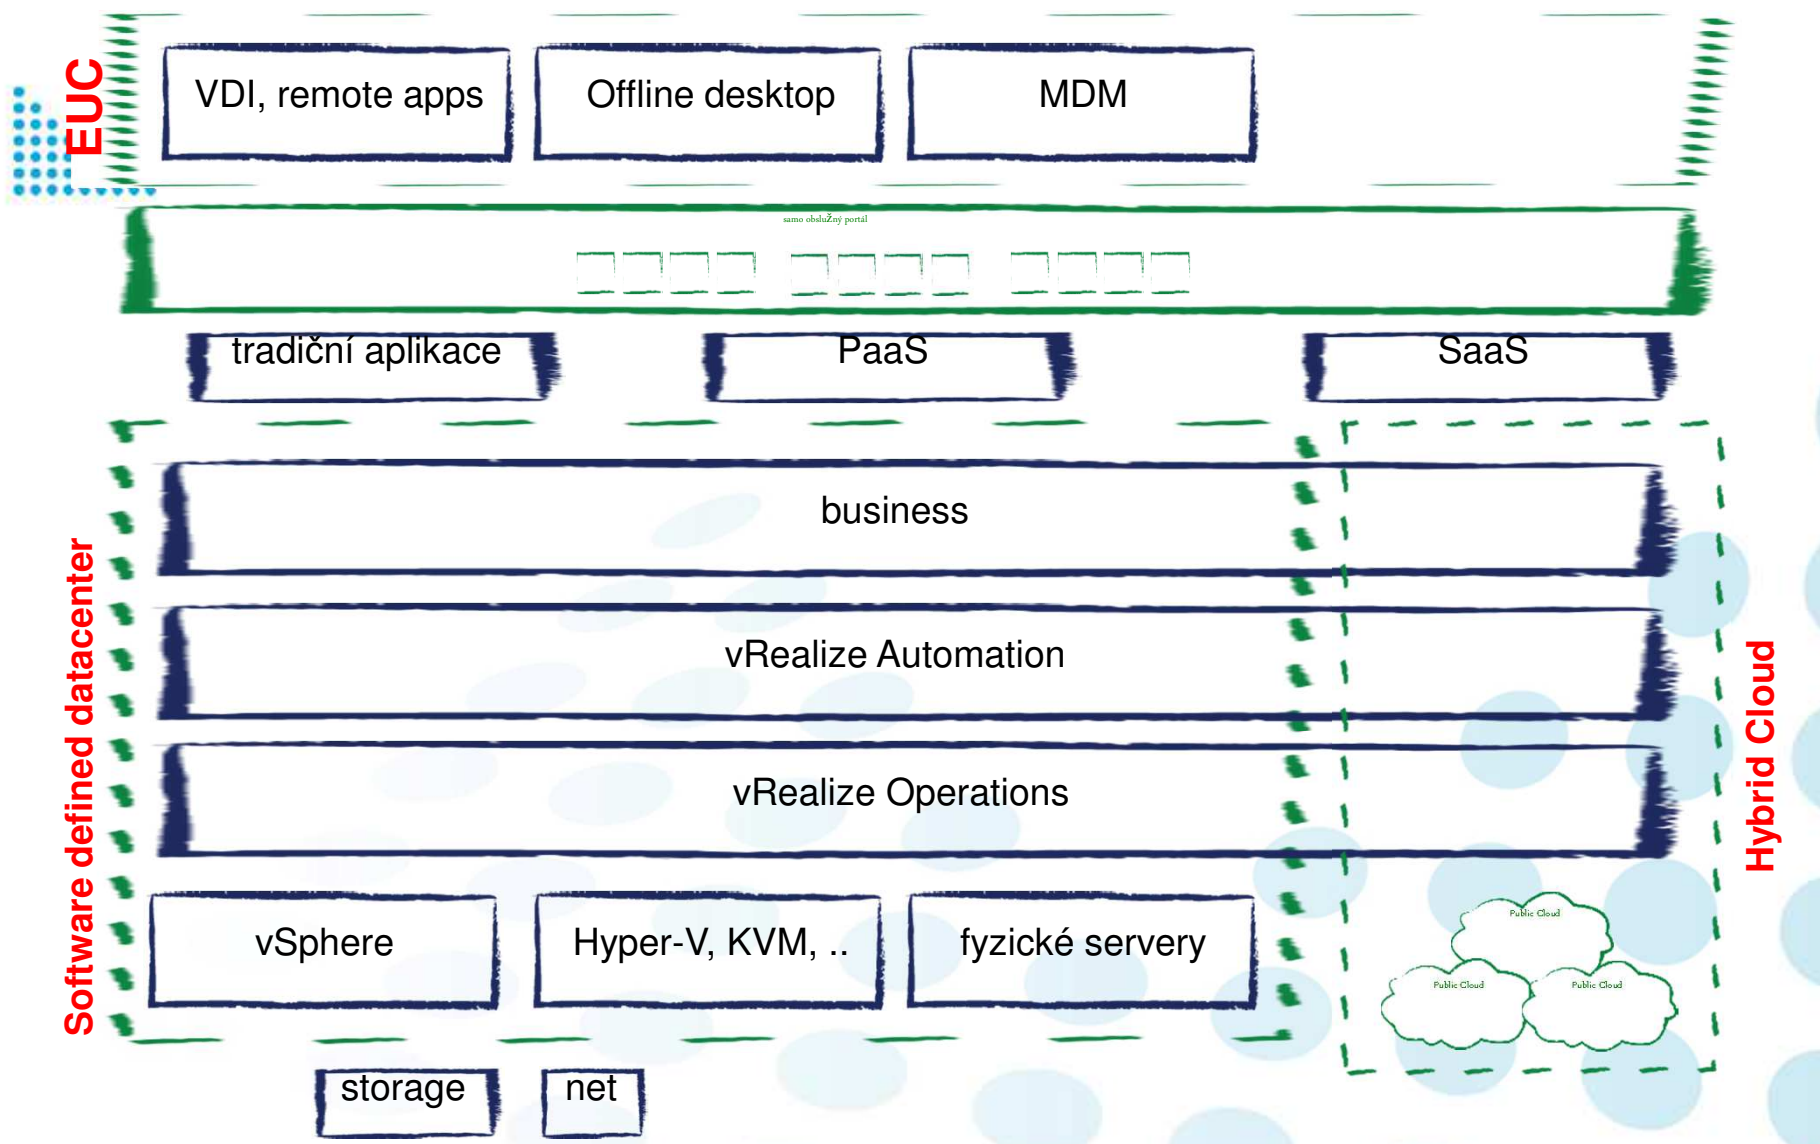 EUC
VDI, remote apps
Offline desktop
MDM
samo obsluŽný portál
tradiční aplikace
PaaS
SaaS
Software defined datacenter
business
vRealize Automation
vRealize Operations
vSphere
Hyper-V, KVM, ..
fyzické servery
Hybrid Cloud
Public Cloud
Public Cloud
Public Cloud
storage
net